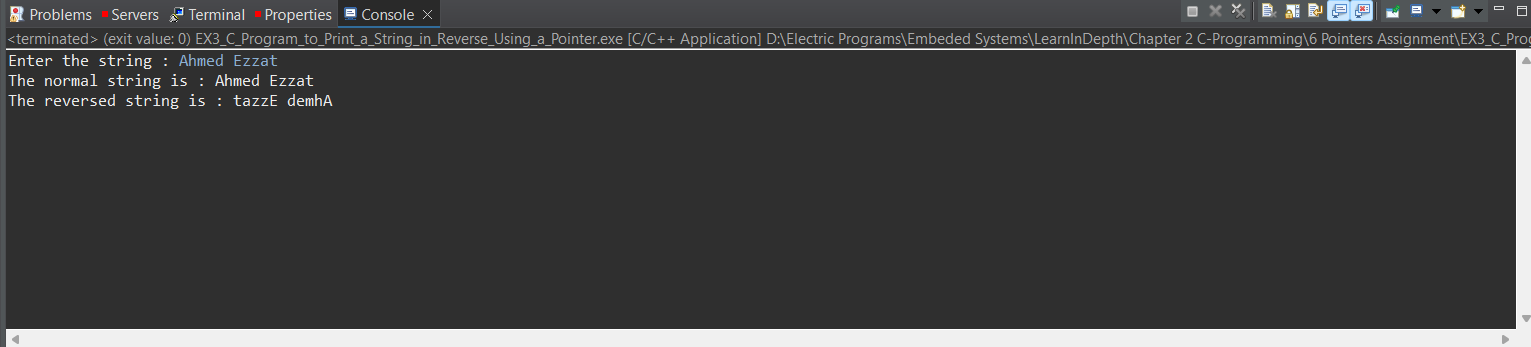 Problems Servers Terminal Properties Console
<terminated> (exit value: 0) EX3_C_Program_to_Print_a_String_in_Reverse_Using_a_Pointer.exe [C/C++ Application] D:\Electric Programs\Embeded Systems\LearnInDepth\Chapter 2 C-Programming\6 Pointers Assignment\EX3_C_Pro
Enter the string : Ahmed Ezzat
The normal string is : Ahmed Ezzat
The reversed string is : tazzE demhA